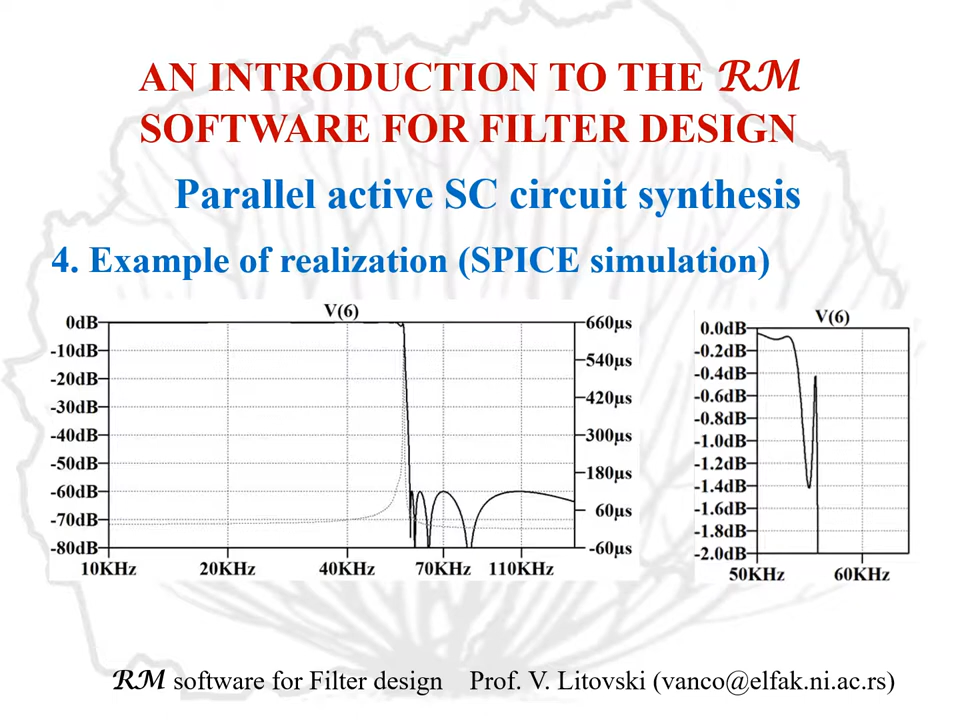 AN INTRODUCTION TO THE RM
SOFTWARE FOR FILTER DESIGN
Parallel active SC circuit synthesis
4. Example of realization (SPICE simulation)
V(6)
0dB
-10dB
-20dB
-30dB
-40dB
-50dB
-60dB
-70dB
-80dB
660µs
540µs
420µs
300µs
180µs
60µs
-60µs
10KHz 20KHz 40KHz 70KHz 110KHz
V(6)
0.0dB
-0.2dB
-0.4dB
-0.6dB
-0.8dB
-1.0dB
-1.2dB
-1.4dB
-1.6dB
-1.8dB
-2.0dB
50KHz 60KHz
RM software for Filter design Prof. V. Litovski (vanco@elfak.ni.ac.rs)